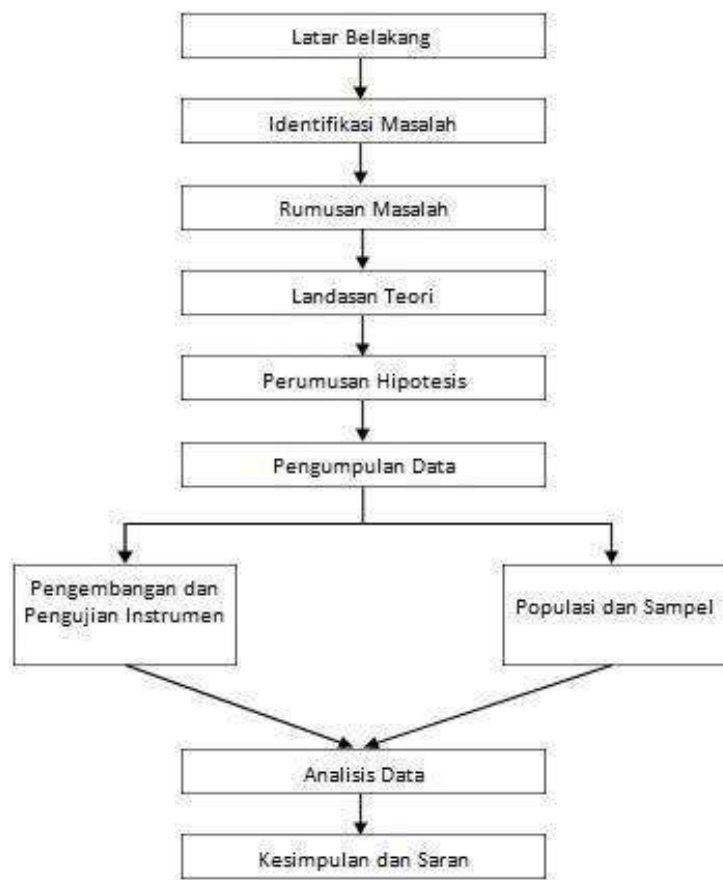 Latar Belakang
Identifikasi Masalah
Rumusan Masalah
Landasan Teori
Perumusan Hipotesis
Pengumpulan Data
Pengembangan dan
Pengujian Instrumen
Populasi dan Sampel
Analisis Data
Kesimpulan dan Saran